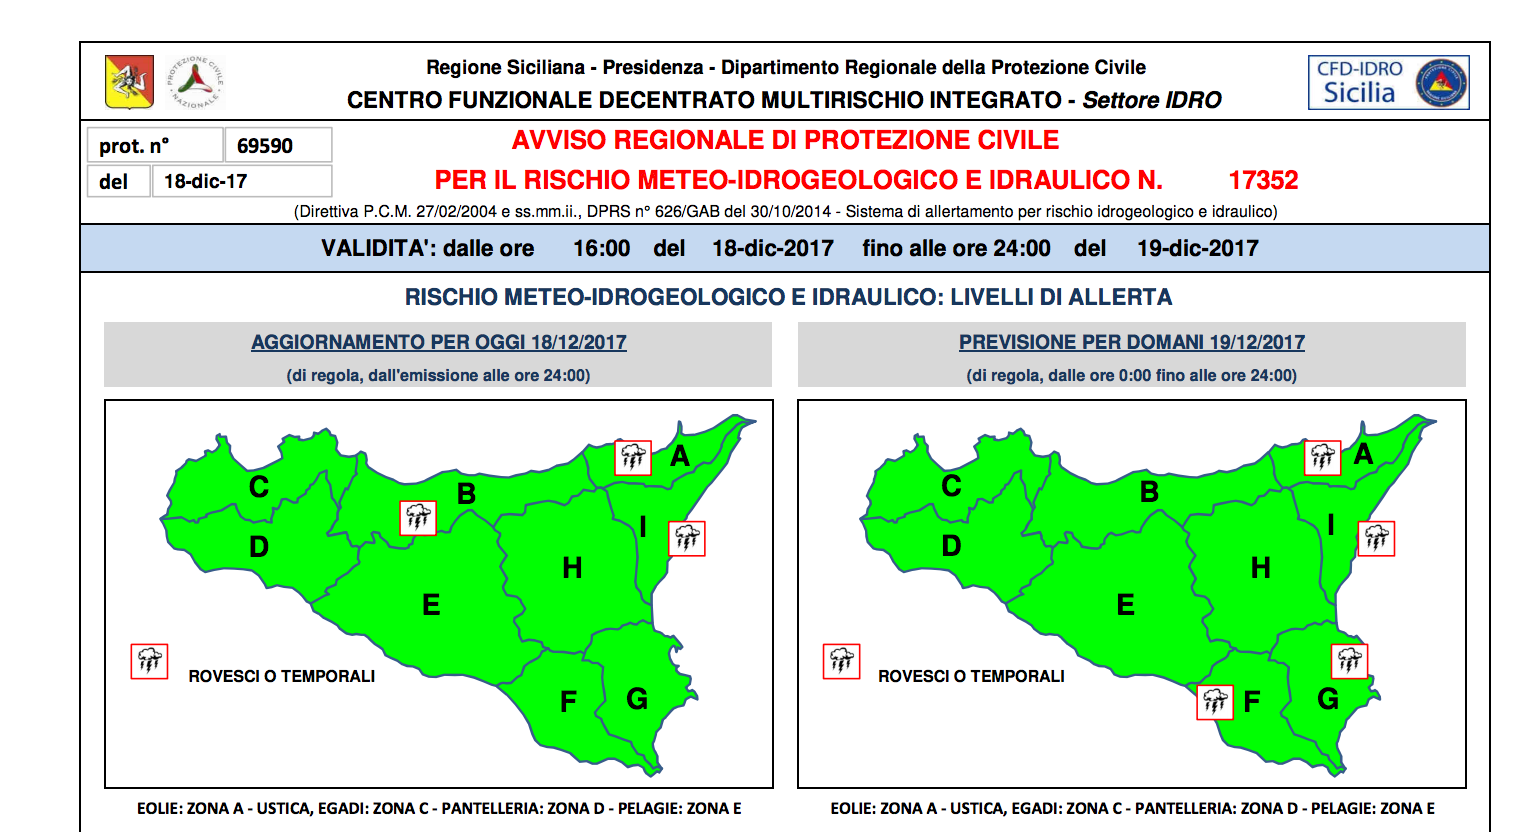 Regione Siciliana - Presidenza - Dipartimento Regionale della Protezione Civile
CENTRO FUNZIONALE DECENTRATO MULTIRISCHIO INTEGRATO - Settore IDRO
PROTEZIONE CIVILE
NAZIONALE
CFD-IDRO
Sicilia
prot. n° 69590
del 18-dic-17
AVVISO REGIONALE DI PROTEZIONE CIVILE
PER IL RISCHIO METEO-IDROGEOLOGICO E IDRAULICO N. 17352
(Direttiva P.C.M. 27/02/2004 e ss.mm.ii., DPRS n° 626/GAB del 30/10/2014 - Sistema di allertamento per rischio idrogeologico e idraulico)
VALIDITA': dalle ore 16:00 del 18-dic-2017 fino alle ore 24:00 del 19-dic-2017
RISCHIO METEO-IDROGEOLOGICO E IDRAULICO: LIVELLI DI ALLERTA
AGGIORNAMENTO PER OGGI 18/12/2017
(di regola, dall'emissione alle ore 24:00)
A
B
C
D
E
F
G
H
I
ROVESCI O TEMPORALI
EOLIE: ZONA A - USTICA, EGADI: ZONA C - PANTELLERIA: ZONA D - PELAGIE: ZONA E
PREVISIONE PER DOMANI 19/12/2017
(di regola, dalle ore 0:00 fino alle ore 24:00)
A
B
C
D
E
F
G
H
I
ROVESCI O TEMPORALI
EOLIE: ZONA A - USTICA, EGADI: ZONA C - PANTELLERIA: ZONA D - PELAGIE: ZONA E